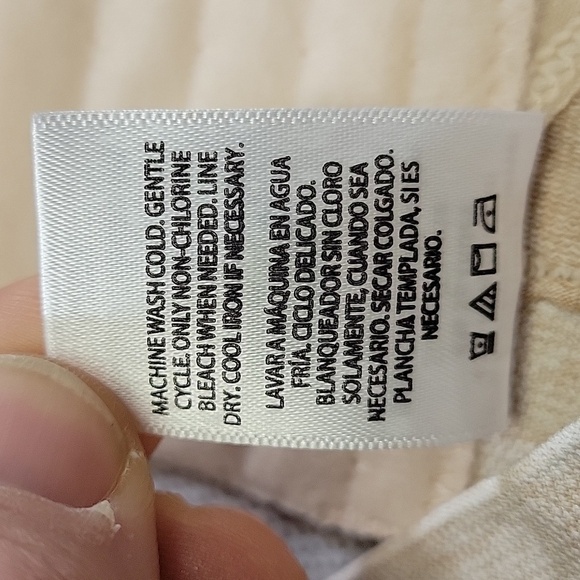 MACHINE WASH COLD. GENTLE
CYCLE. ONLY NON-CHLORINE
BLEACH WHEN NEEDED. LINE
DRY. COOL IRON IF NECESSARY.
LAVAR A MÁQUINA EN AGUA
FRÍA. CICLO DELICADO.
BLANQUEADOR SIN CLORO
SOLAMENTE, CUANDO SEA
NECESARIO. SECAR COLGADO.
PLANCHA TEMPLADA, SI ES
NECESARIO.